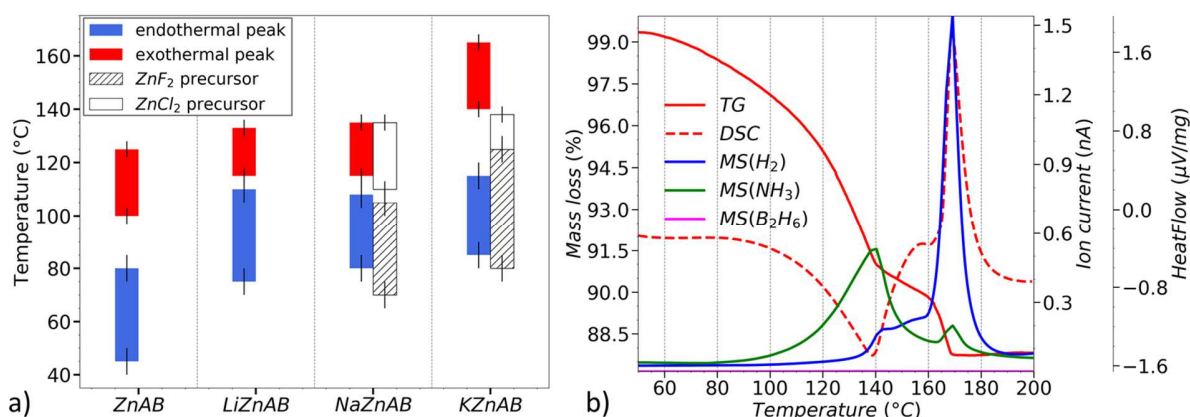 endothermal peak
exothermal peak
ZnF2 precursor
ZnCl2 precursor
Temperature (°C)
160
140
120
100
80
60
40
ZnAB
LiZnAB
NaZnAB
KZnAB
a)
Mass loss (%)
99.0
97.5
96.0
94.5
93.0
91.5
90.0
88.5
TG
DSC
MS(H2)
MS(NH3)
MS(B2H6)
60 80 100 120 140 160 180 200
Temperature (°C)
1.5
1.2
0.9
0.6
0.3
Ion current (nA)
1.6
0.8
0.0
−0.8
−1.6
HeatFlow (μV/mg)
b)